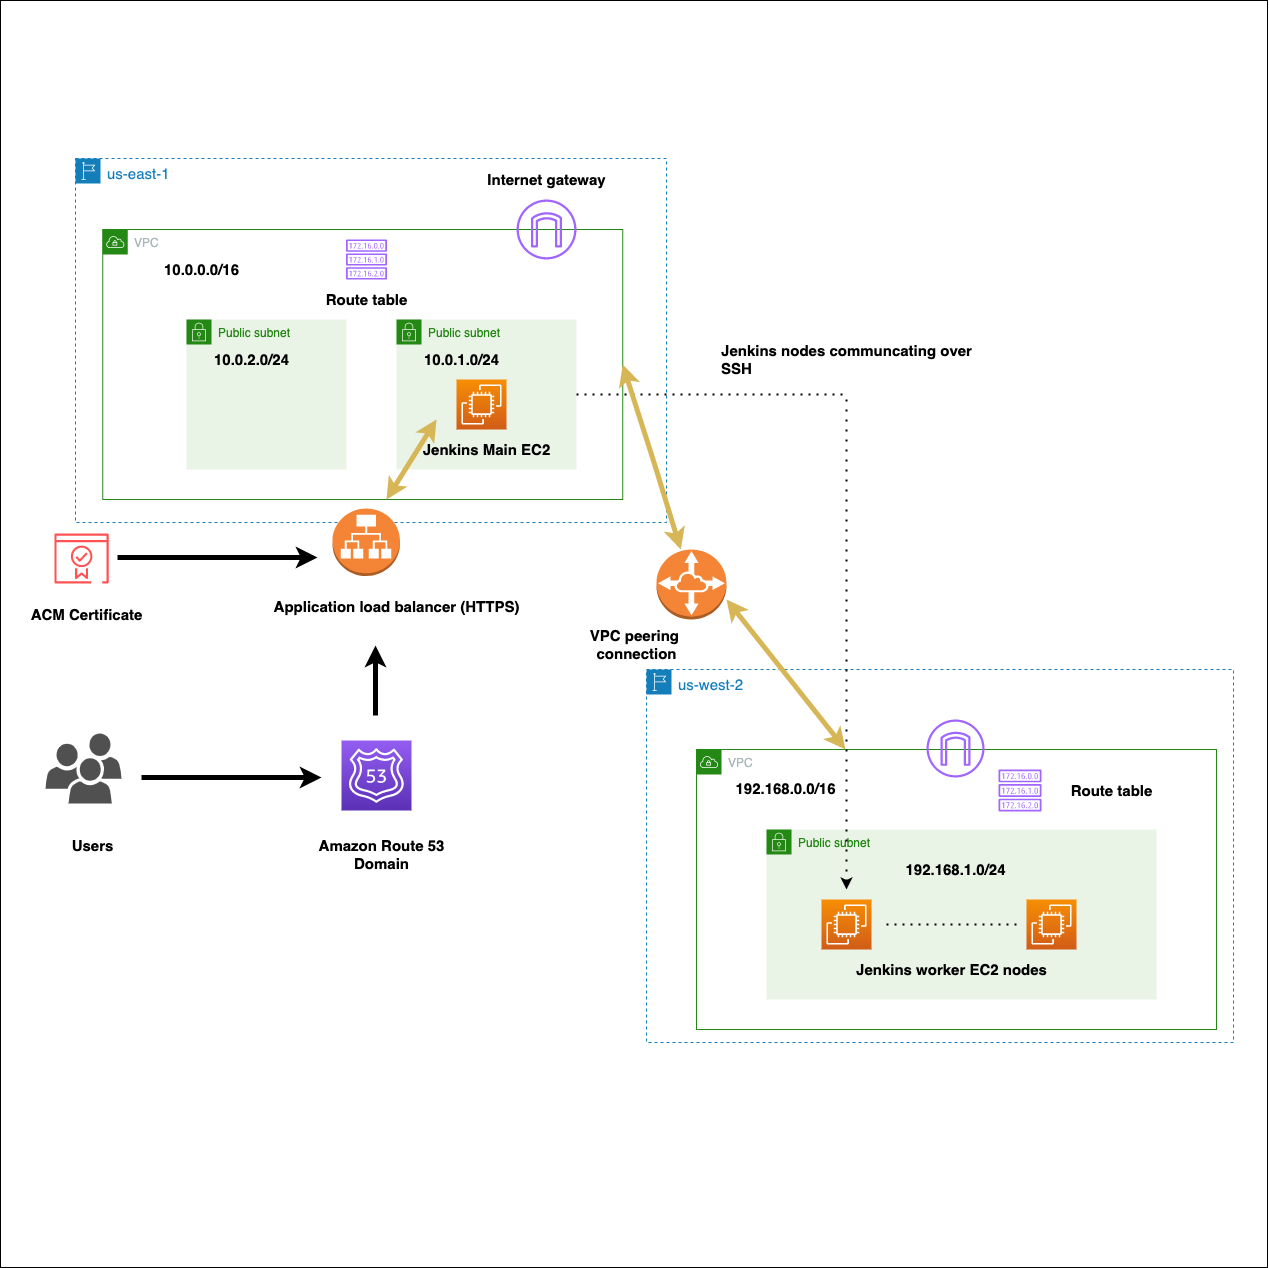 us-east-1
Internet gateway
VPC
172.16.0.0
172.16.1.0
172.16.2.0
10.0.0.0/16
Route table
Public subnet
10.0.2.0/24
Public subnet
10.0.1.0/24
Jenkins Main EC2
Jenkins nodes communcating over
SSH
ACM Certificate
Application load balancer (HTTPS)
VPC peering
connection
us-west-2
53
Users
Amazon Route 53
Domain
VPC
192.168.0.0/16
172.16.0.0
172.16.1.0
172.16.2.0
Route table
Public subnet
192.168.1.0/24
Jenkins worker EC2 nodes